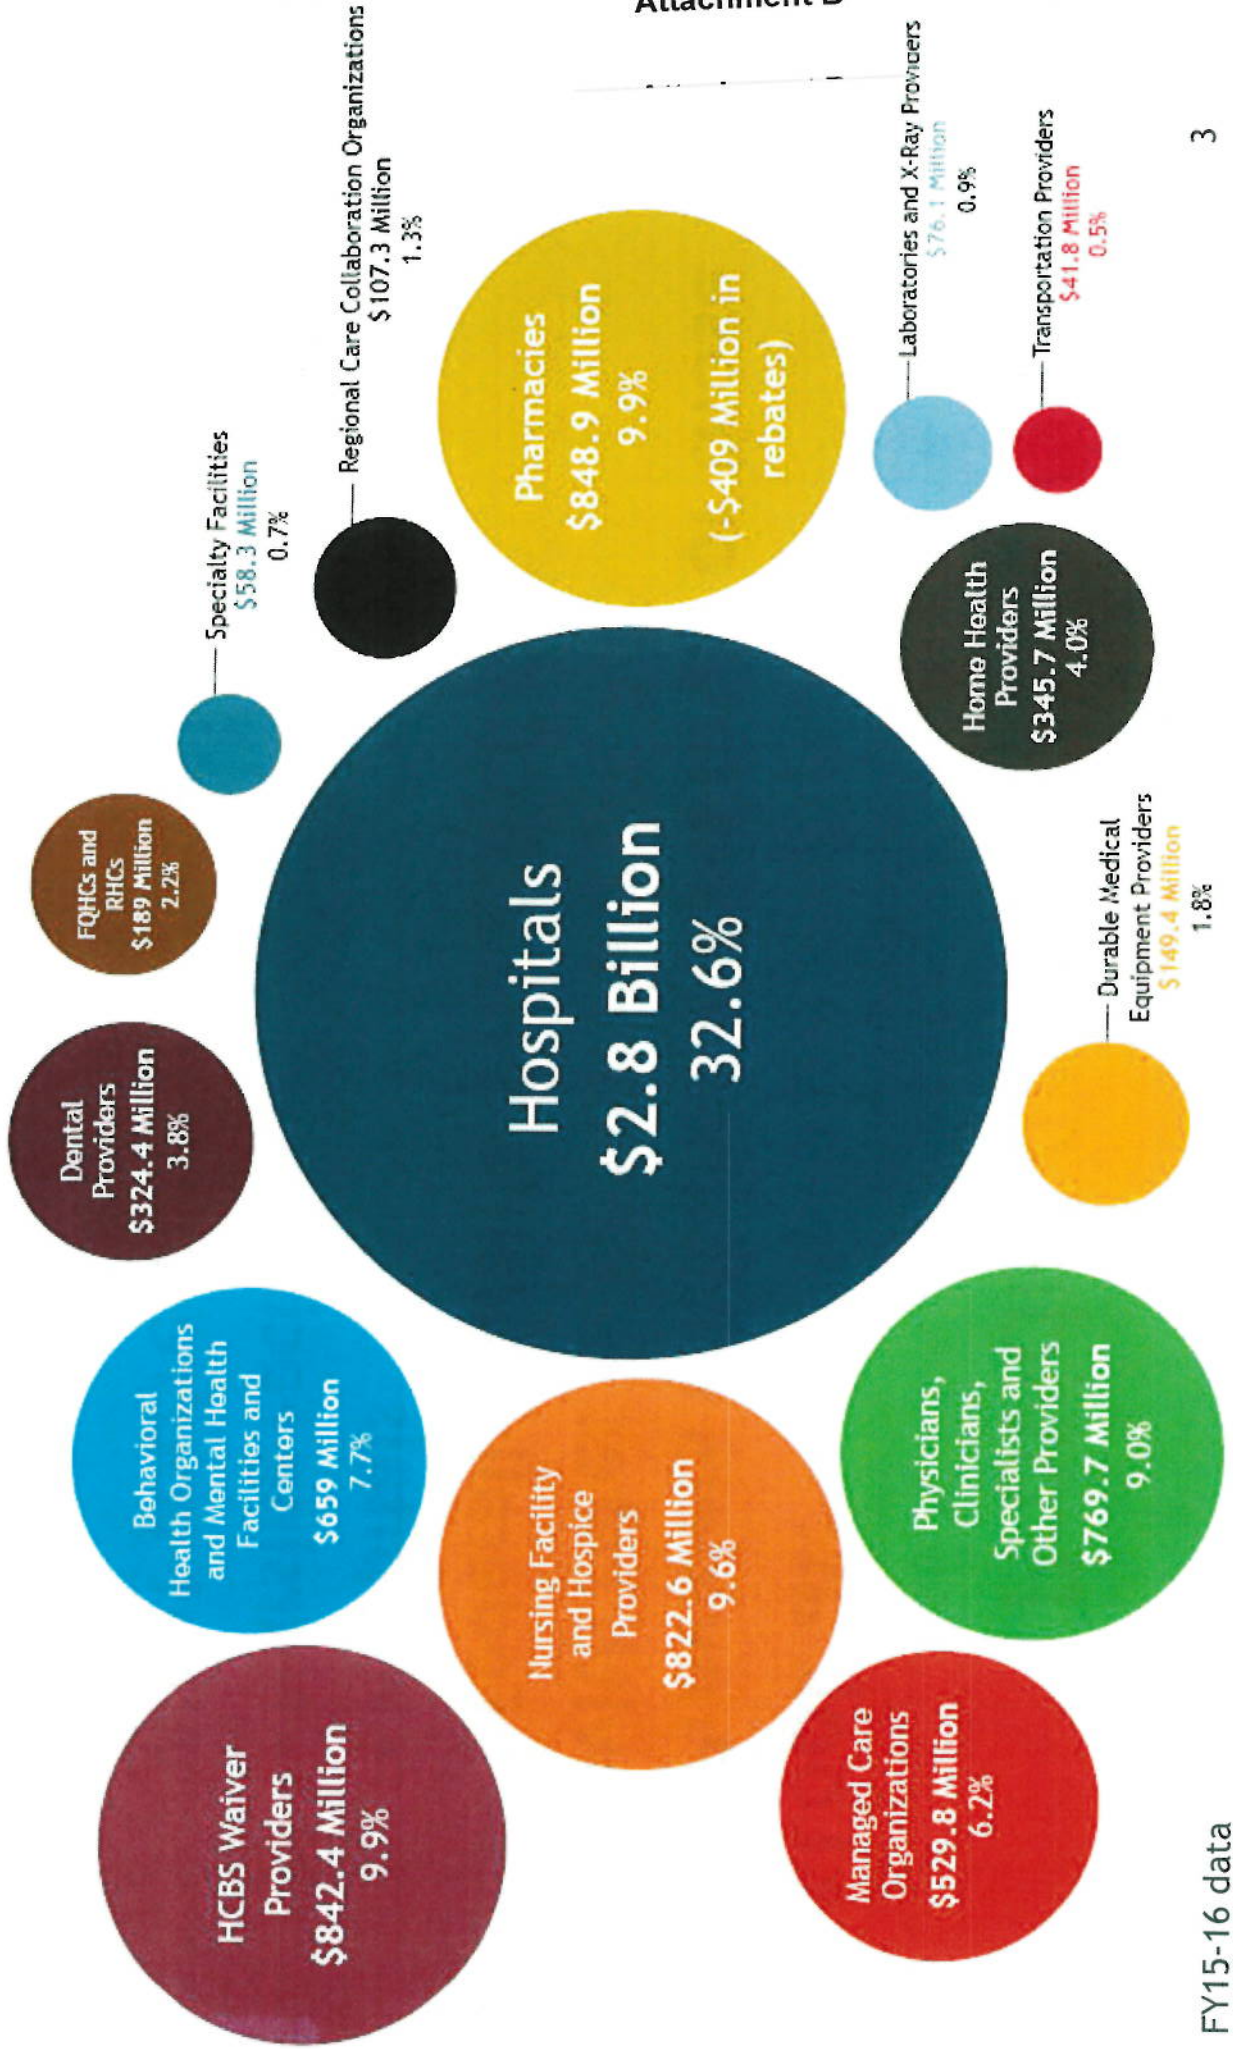 Attachment B
HCBS Waiver
Providers
$842.4 Million
9.9%
Behavioral
Health Organizations
and Mental Health
Facilities and
Centers
$659 Million
7.7%
Dental
Providers
$324.4 Million
3.8%
FQHCs and
RHCs
$189 Million
2.2%
Specialty Facilities
$58.3 Million
0.7%
Regional Care Collaboration Organizations
$107.3 Million
1.3%
Nursing Facility
and Hospice
Providers
$822.6 Million
9.6%
Hospitals
$2.8 Billion
32.6%
Pharmacies
$848.9 Million
9.9%
(-$409 Million in
rebates)
Managed Care
Organizations
$529.8 Million
6.2%
Physicians,
Clinicians,
Specialists and
Other Providers
$769.7 Million
9.0%
Durable Medical
Equipment Providers
$149.4 Million
1.8%
Home Health
Providers
$345.7 Million
4.0%
Laboratories and X-Ray Providers
$76.1 Million
0.9%
Transportation Providers
$41.8 Million
0.5%
FY15-16 data
3